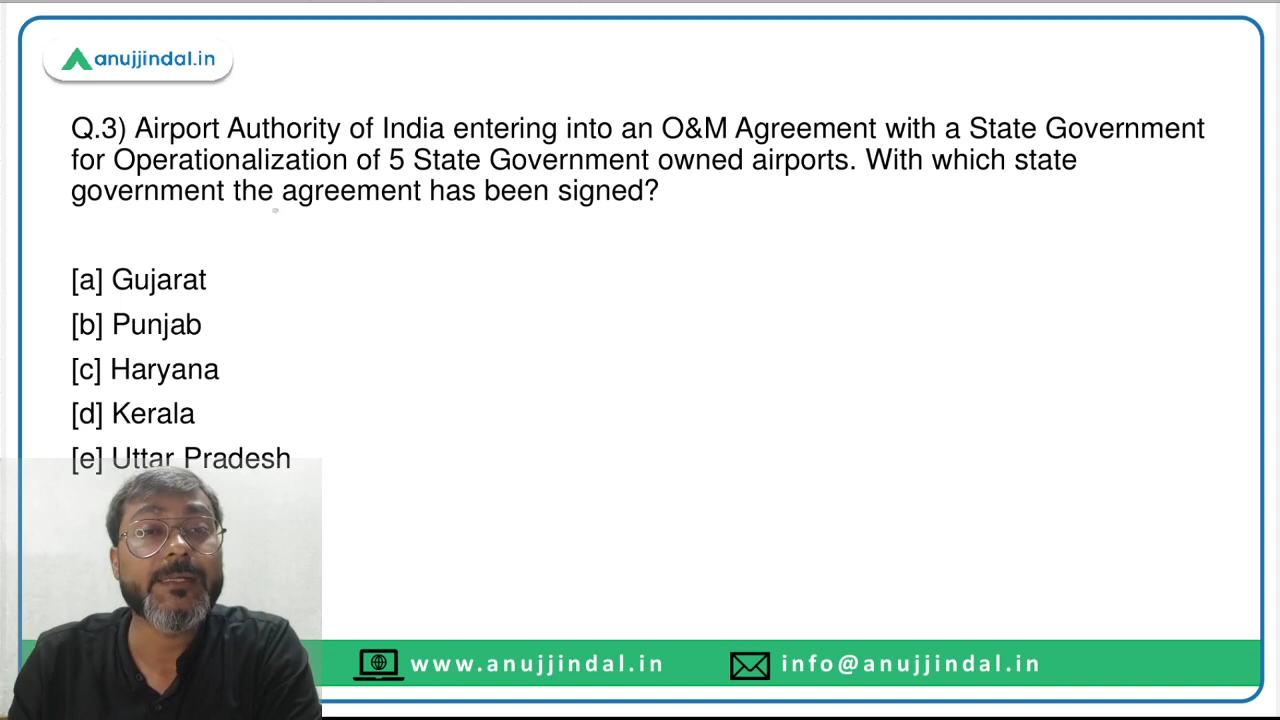 anujjindal.in
Q.3) Airport Authority of India entering into an O&M Agreement with a State Government
for Operationalization of 5 State Government owned airports. With which state
government the agreement has been signed?
[a] Gujarat
[b] Punjab
[c] Haryana
[d] Kerala
[e] Uttar Pradesh
www.anujjindal.in
info@anujjindal.in